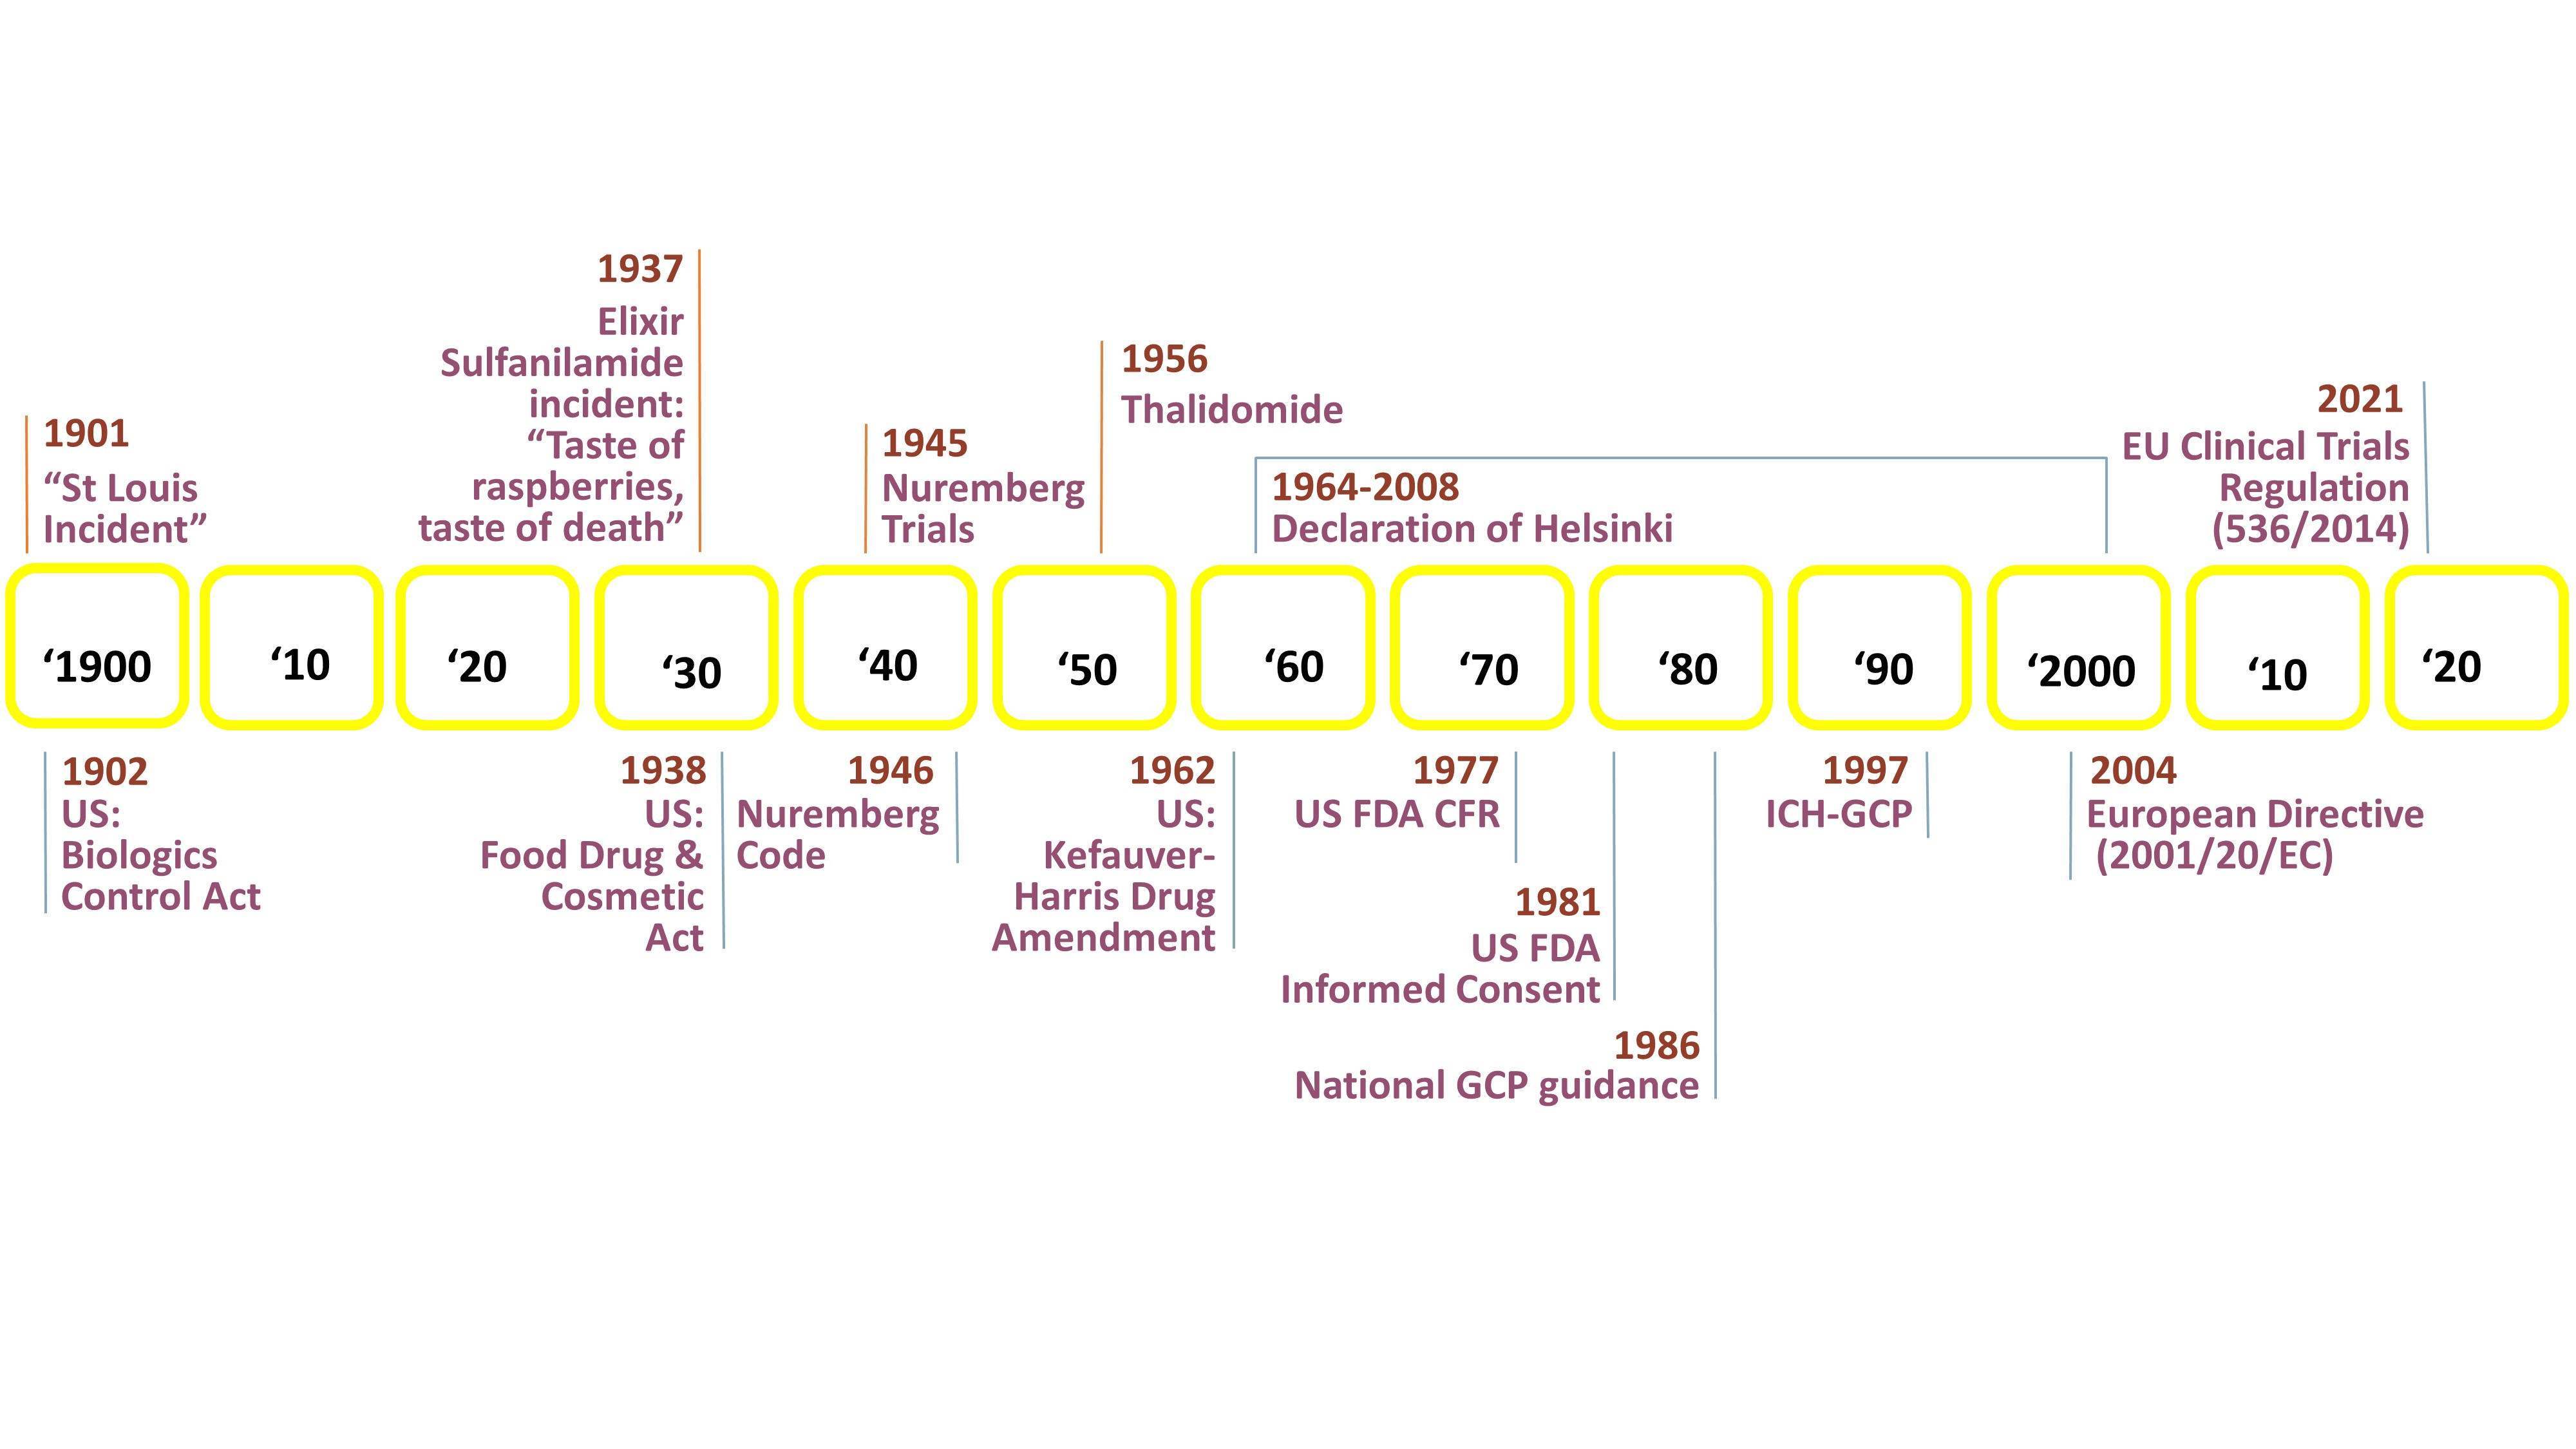 1937
Elixir
Sulfanilamide
incident:
“Taste of
raspberries,
taste of death”
1956
Thalidomide
2021
EU Clinical Trials
Regulation
(536/2014)
1901
“St Louis
Incident”
1945
Nuremberg
Trials
1964-2008
Declaration of Helsinki
‘1900
‘10
‘20
‘30
‘40
‘50
‘60
‘70
‘80
‘90
‘2000
‘10
‘20
1902
US:
Biologics
Control Act
1938
US:
Food Drug &
Cosmetic
Act
1946
Nuremberg
Code
1962
US:
Kefauver-
Harris Drug
Amendment
1977
US FDA CFR
1981
US FDA
Informed Consent
1986
National GCP guidance
1997
ICH-GCP
2004
European Directive
(2001/20/EC)